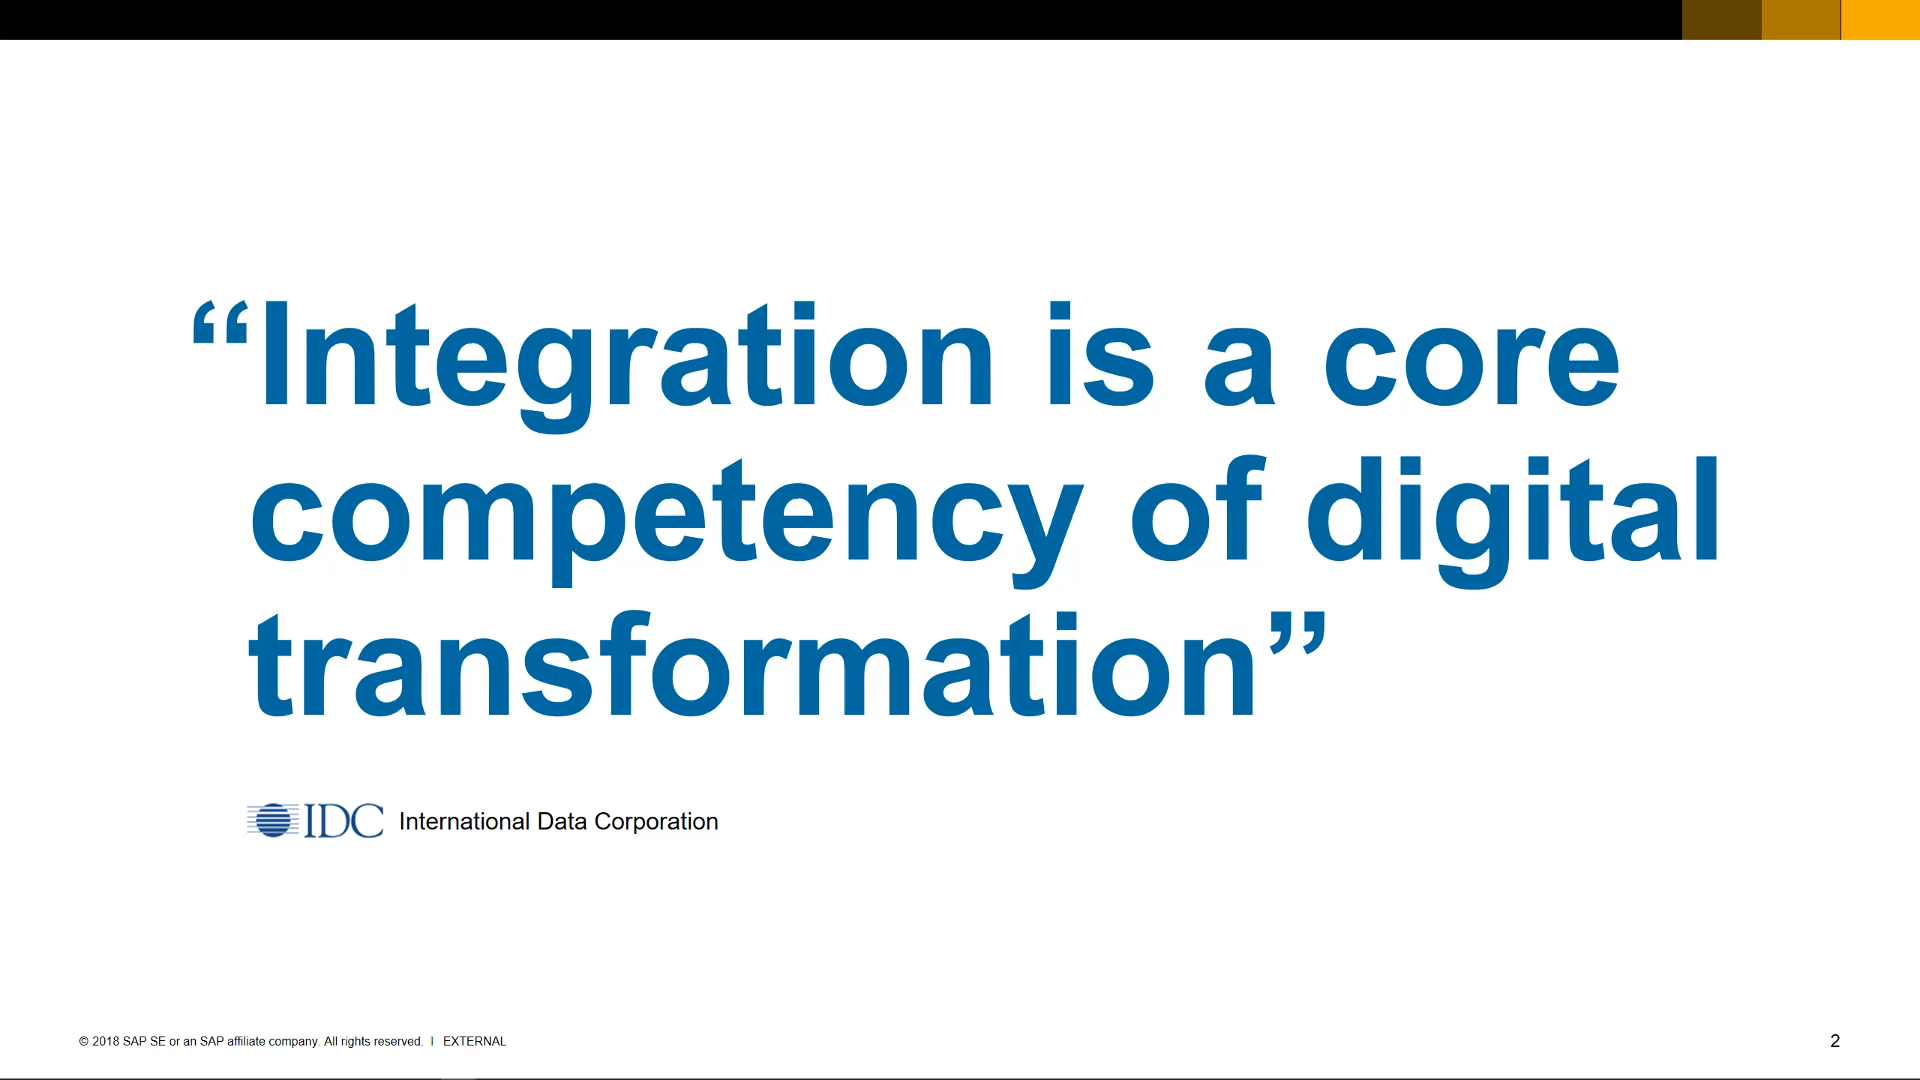 “Integration is a core
competency of digital
transformation”
IDC International Data Corporation
© 2018 SAP SE or an SAP affiliate company. All rights reserved. I EXTERNAL
2